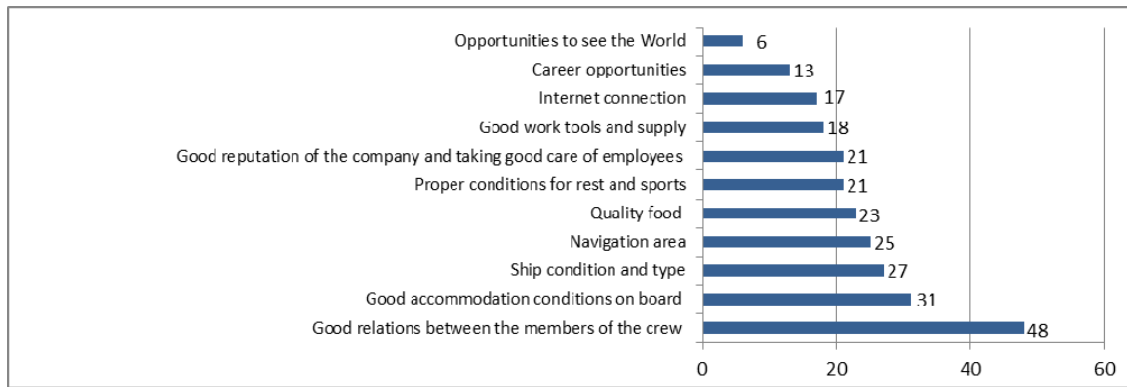 Opportunities to see the World 6
Career opportunities 13
Internet connection 17
Good work tools and supply 18
Good reputation of the company and taking good care of employees 21
Proper conditions for rest and sports 21
Quality food 23
Navigation area 25
Ship condition and type 27
Good accommodation conditions on board 31
Good relations between the members of the crew 48
0 20 40 60